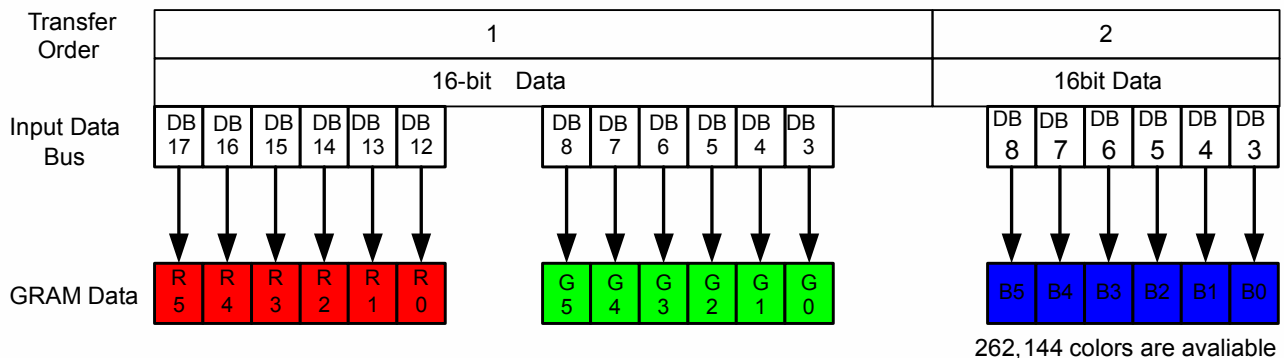 Transfer Order 1 2
16-bit Data 16bit Data
Input Data Bus
DB 17 DB 16 DB 15 DB 14 DB 13 DB 12 DB 8 DB 7 DB 6 DB 5 DB 4 DB 3 DB 8 DB 7 DB 6 DB 5 DB 4 DB 3
GRAM Data R 5 R 4 R 3 R 2 R 1 R 0 G 5 G 4 G 3 G 2 G 1 G 0 B5 B4 B3 B2 B1 B0
262,144 colors are avaliable